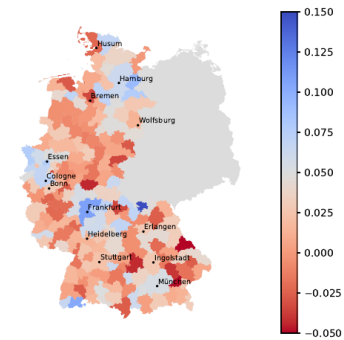 Husum
Hamburg
Bremen
Wolfsburg
Essen
Cologne
Bonn
Frankfurt
Erlangen
Heidelberg
Stuttgart
Ingolstadt
München
0.150
0.125
0.100
0.075
0.050
0.025
0.000
−0.025
−0.050